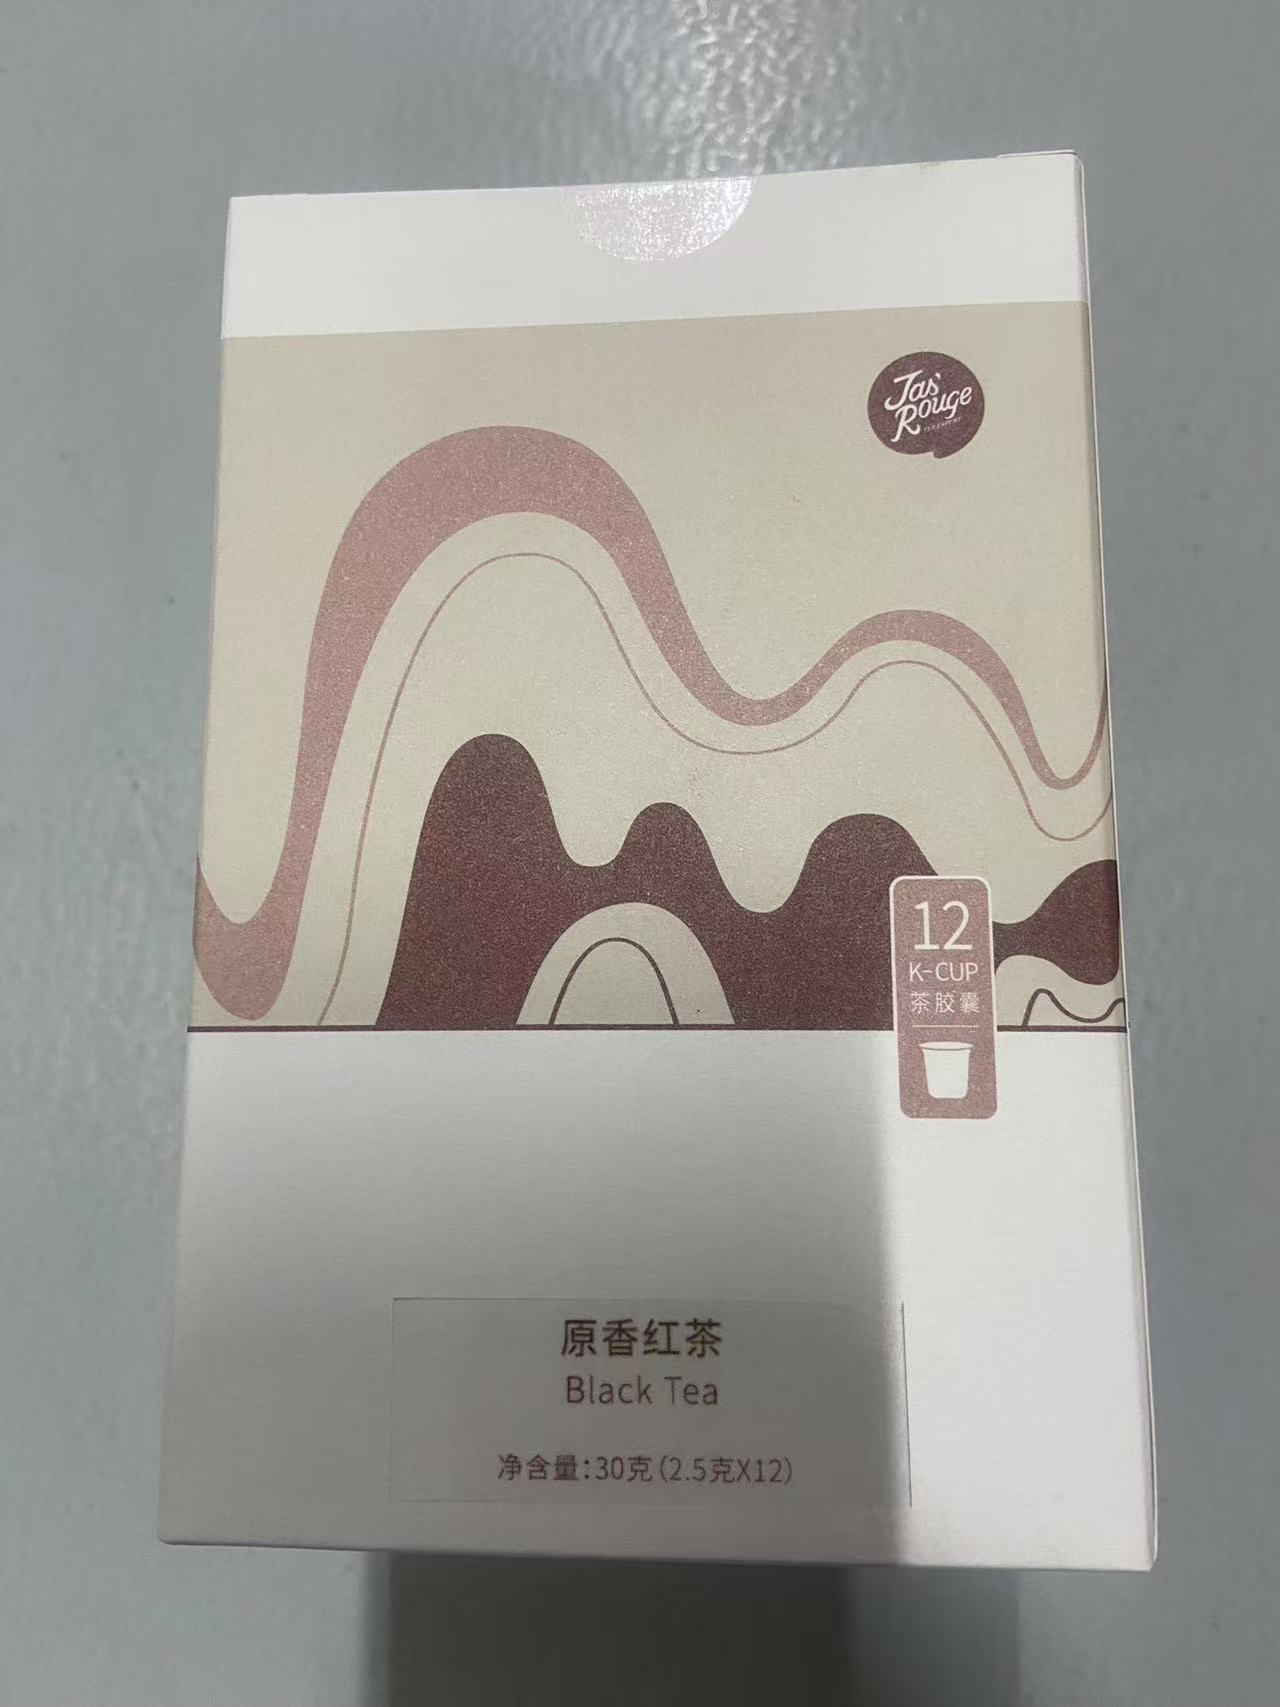 Jas'
Rouge
12
K-CUP
茶胶囊
原香红茶
Black Tea
净含量:30克(2.5克X12)